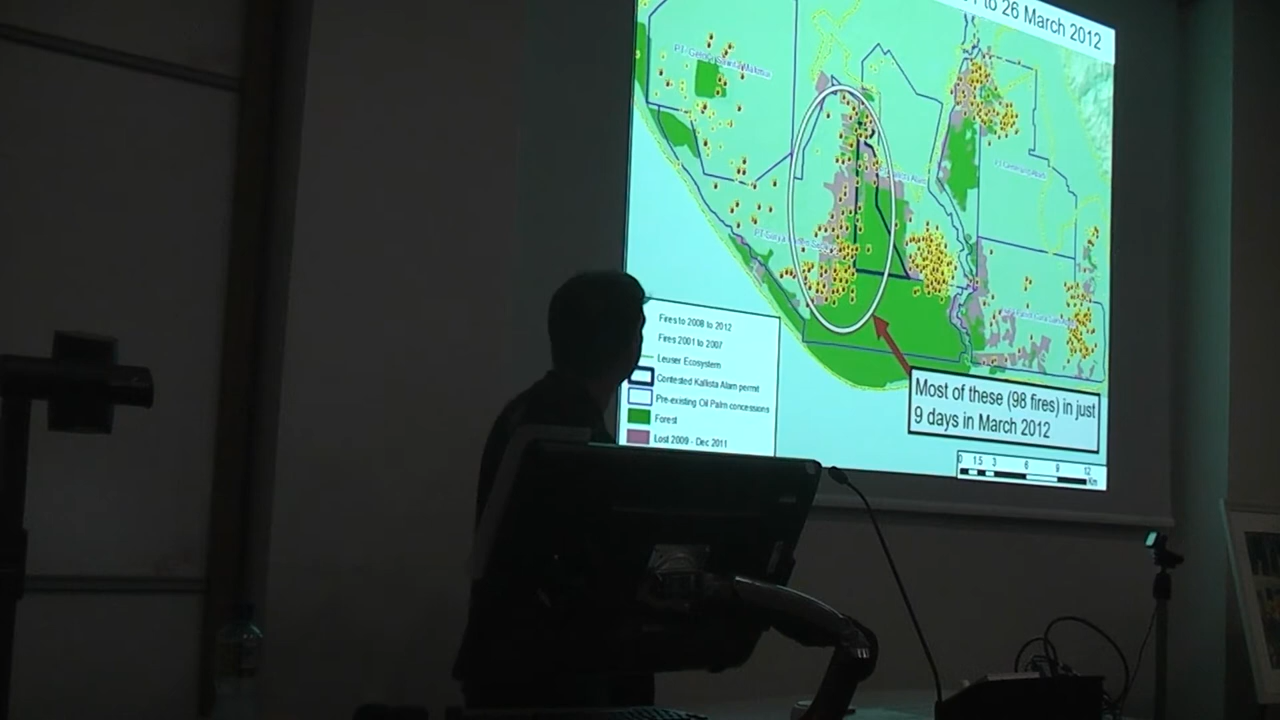 to 26 March 2012
Fires to 2008 to 2012
Fires 2001 to 2007
Leuser Ecosystem
Contested Kallista Alam permit
Pre-existing Oil Palm concessions
Forest
Lost 2009 - Dec 2011
Most of these (98 fires) in just
9 days in March 2012
0 1.5 3 6 9 12
Km